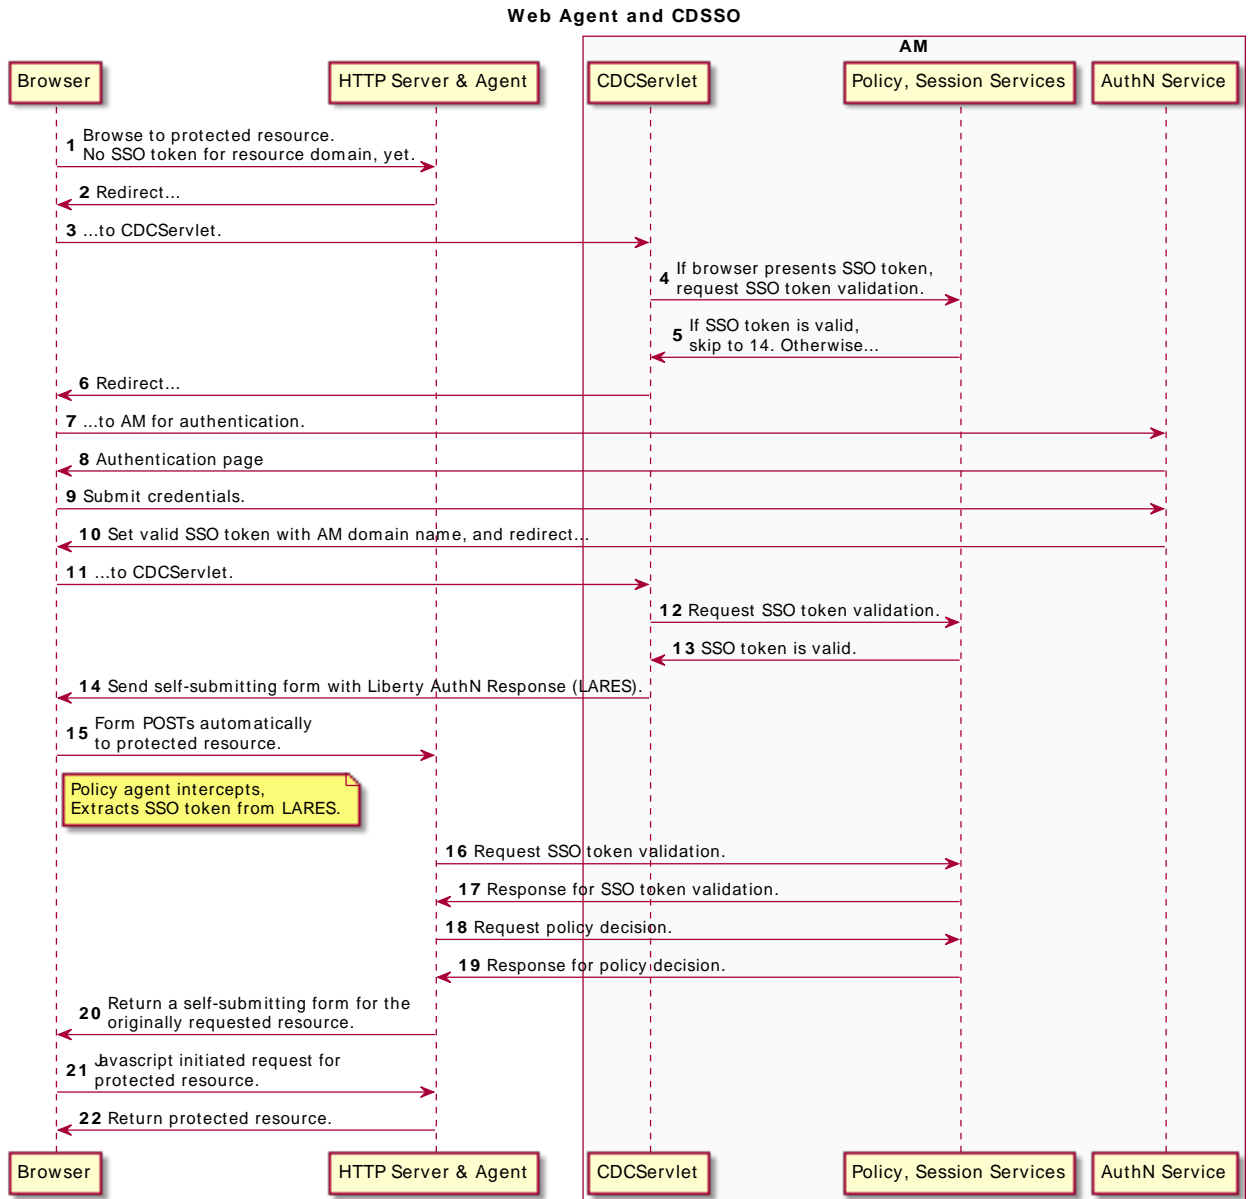 Web Agent and CDSSO
AM
Browser
HTTP Server & Agent
CDCServlet
Policy, Session Services
AuthN Service
1 Browse to protected resource.
No SSO token for resource domain, yet.
2 Redirect...
3 ...to CDCServlet.
4 If browser presents SSO token,
request SSO token validation.
5 If SSO token is valid,
skip to 14. Otherwise...
6 Redirect...
7 ...to AM for authentication.
8 Authentication page
9 Submit credentials.
10 Set valid SSO token with AM domain name, and redirect...
11 ...to CDCServlet.
12 Request SSO token validation.
13 SSO token is valid.
14 Send self-submitting form with Liberty AuthN Response (LARES).
15 Form POSTs automatically
to protected resource.
Policy agent intercepts,
Extracts SSO token from LARES.
16 Request SSO token validation.
17 Response for SSO token validation.
18 Request policy decision.
19 Response for policy decision.
20 Return a self-submitting form for the
originally requested resource.
21 Javascript initiated request for
protected resource.
22 Return protected resource.
Browser
HTTP Server & Agent
CDCServlet
Policy, Session Services
AuthN Service